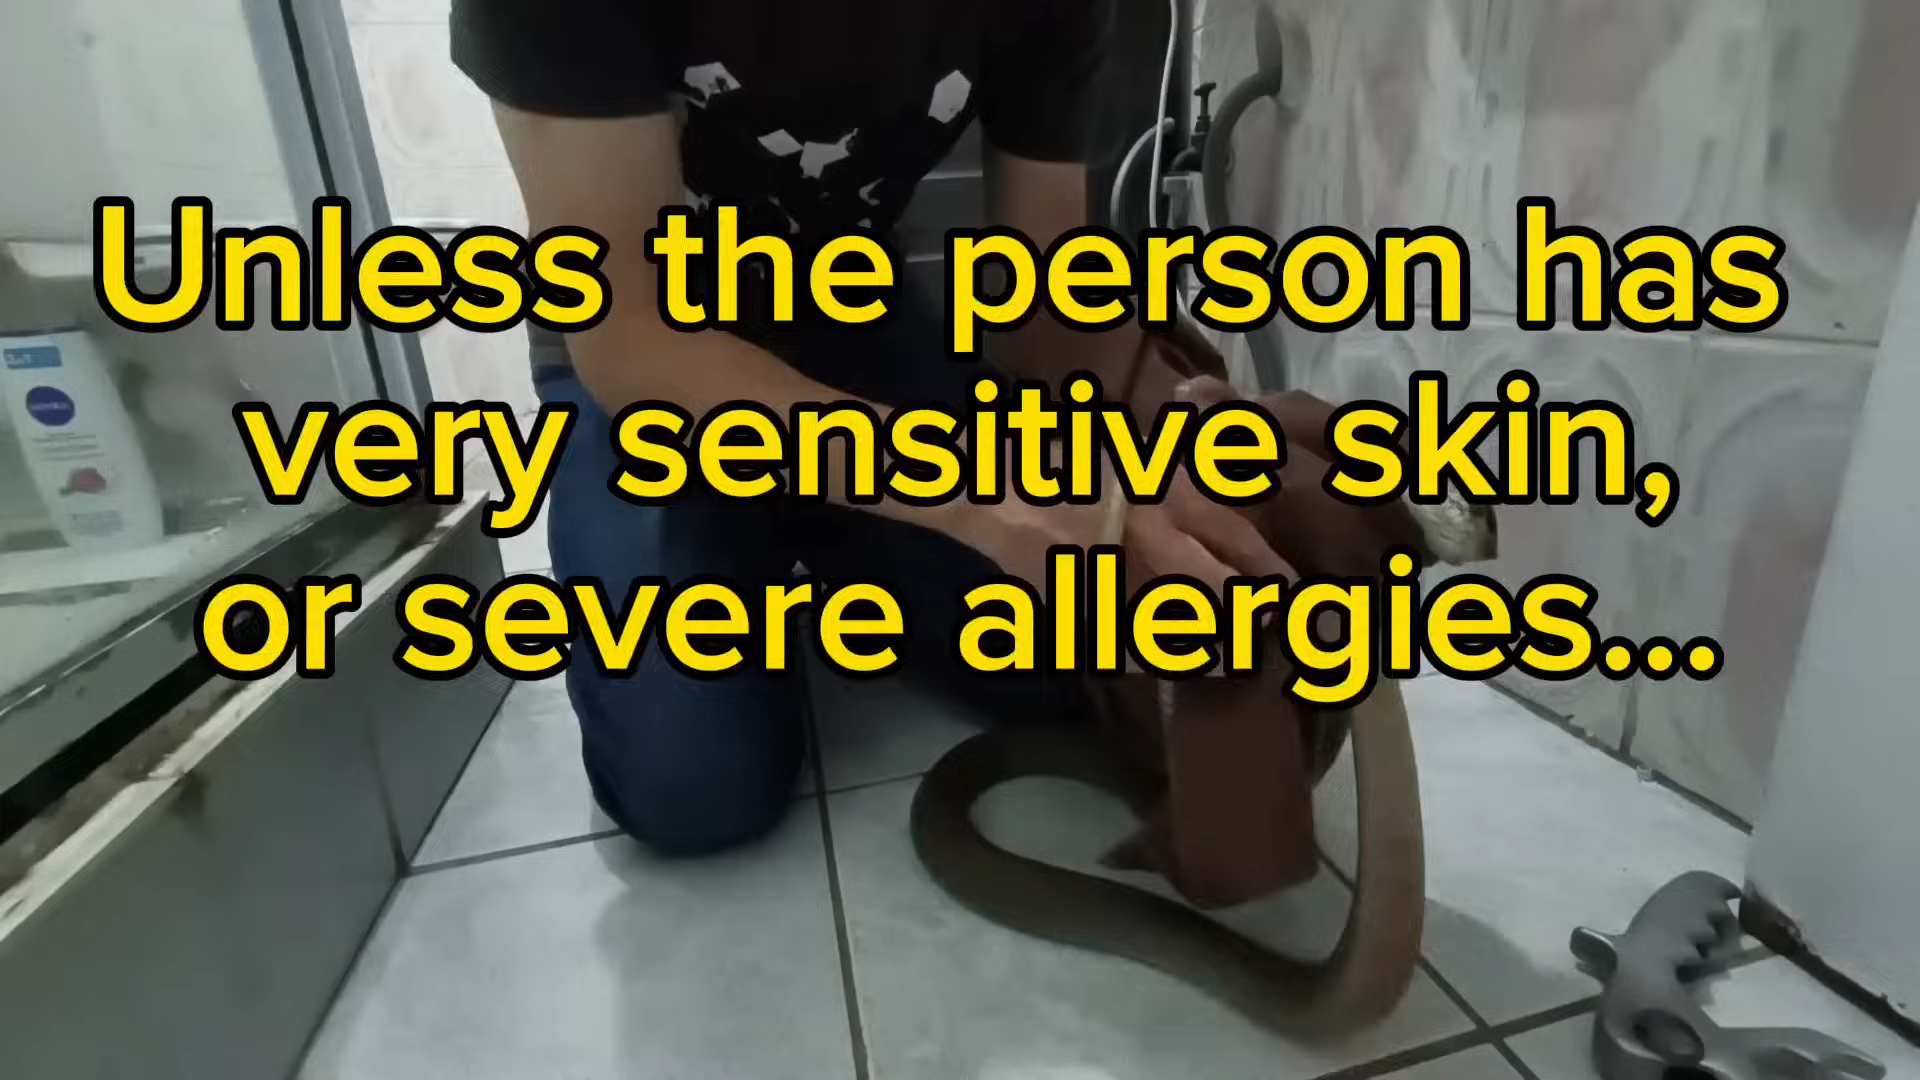 Unless the person has
very sensitive skin,
or severe allergies...